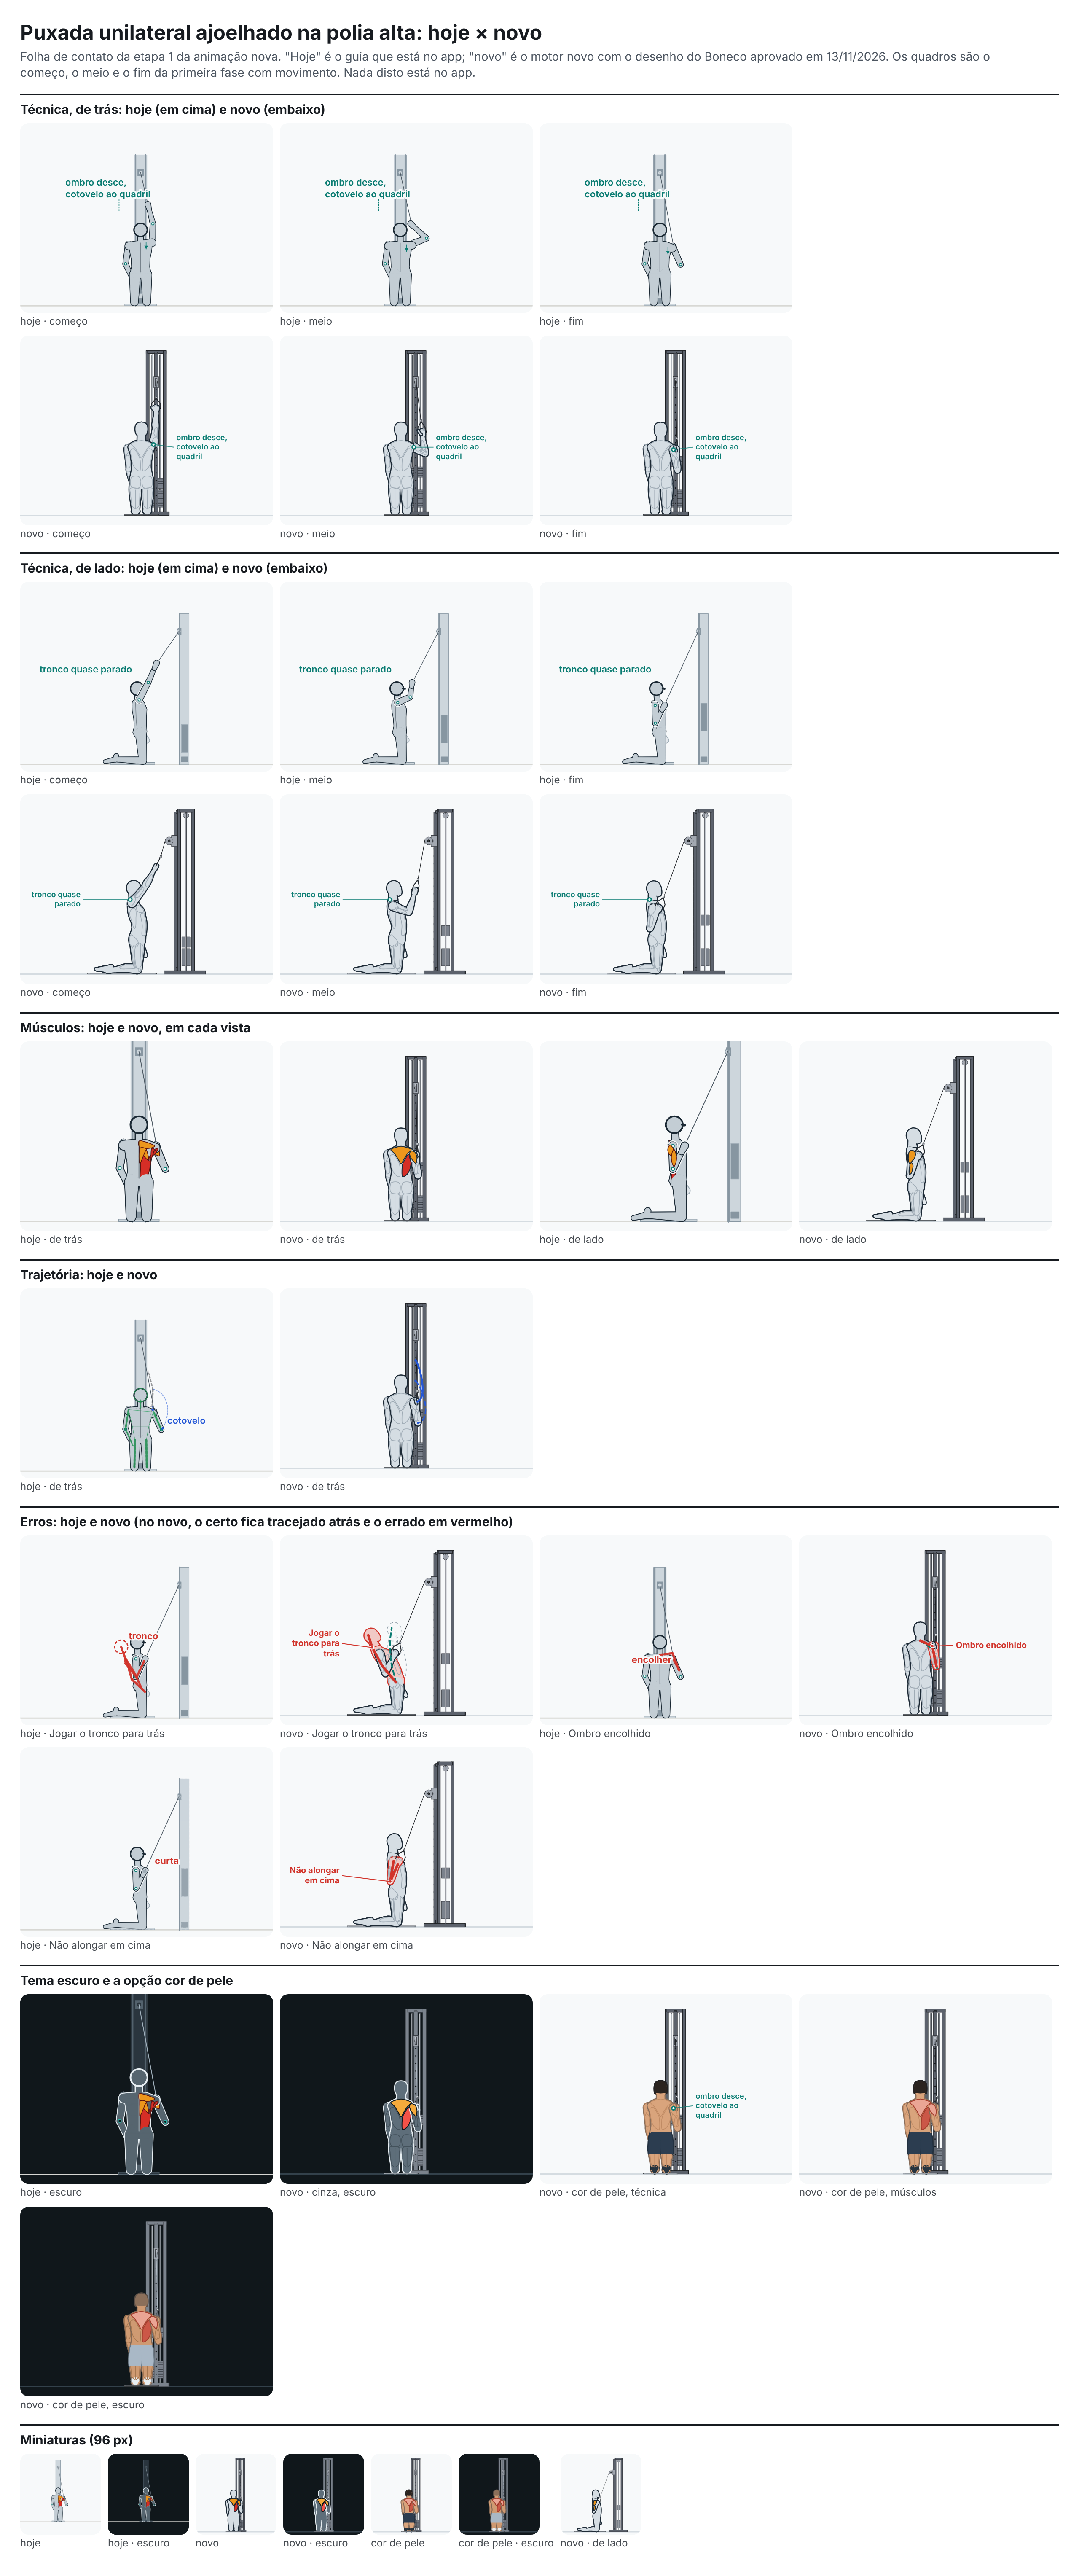 Puxada unilateral ajoelhado na polia alta: hoje × novo
Folha de contato da etapa 1 da animação nova. "Hoje" é o guia que está no app; "novo" é o motor novo com o desenho do Boneco aprovado em 13/11/2026. Os quadros são o
começo, o meio e o fim da primeira fase com movimento. Nada disto está no app.
Técnica, de trás: hoje (em cima) e novo (embaixo)
ombro desce,
cotovelo ao quadril
ombro desce,
cotovelo ao quadril
ombro desce,
cotovelo ao quadril
hoje · começo
hoje · meio
hoje · fim
ombro desce,
cotovelo ao
quadril
ombro desce,
cotovelo ao
quadril
ombro desce,
cotovelo ao
quadril
novo · começo
novo · meio
novo · fim
Técnica, de lado: hoje (em cima) e novo (embaixo)
tronco quase parado
tronco quase parado
tronco quase parado
hoje · começo
hoje · meio
hoje · fim
tronco quase
parado
tronco quase
parado
tronco quase
parado
novo · começo
novo · meio
novo · fim
Músculos: hoje e novo, em cada vista
hoje · de trás
novo · de trás
hoje · de lado
novo · de lado
Trajetória: hoje e novo
cotovelo
hoje · de trás
novo · de trás
Erros: hoje e novo (no novo, o certo fica tracejado atrás e o errado em vermelho)
tronco
Jogar o
tronco para
trás
encolher
Ombro encolhido
hoje · Jogar o tronco para trás
novo · Jogar o tronco para trás
hoje · Ombro encolhido
novo · Ombro encolhido
curta
Não alongar
em cima
hoje · Não alongar em cima
novo · Não alongar em cima
Tema escuro e a opção cor de pele
ombro desce,
cotovelo ao
quadril
hoje · escuro
novo · cinza, escuro
novo · cor de pele, técnica
novo · cor de pele, músculos
novo · cor de pele, escuro
Miniaturas (96 px)
hoje
hoje · escuro
novo
novo · escuro
cor de pele
cor de pele · escuro
novo · de lado